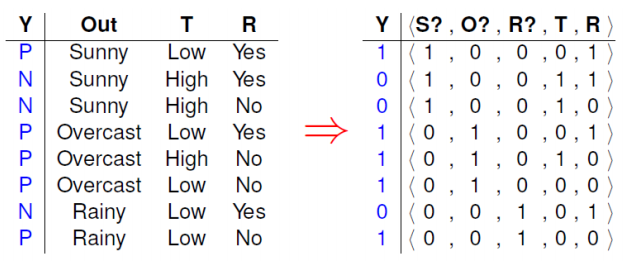 Y Out T R Y ⟨S? , O? , R? , T , R⟩
P Sunny Low Yes 1 ⟨ 1 , 0 , 0 , 0 , 1 ⟩
N Sunny High Yes 0 ⟨ 1 , 0 , 0 , 1 , 1 ⟩
N Sunny High No 0 ⟨ 1 , 0 , 0 , 1 , 0 ⟩
P Overcast Low Yes ⇒ 1 ⟨ 0 , 1 , 0 , 0 , 1 ⟩
P Overcast High No 1 ⟨ 0 , 1 , 0 , 1 , 0 ⟩
P Overcast Low No 1 ⟨ 0 , 1 , 0 , 0 , 0 ⟩
N Rainy Low Yes 0 ⟨ 0 , 0 , 1 , 0 , 1 ⟩
P Rainy Low No 1 ⟨ 0 , 0 , 1 , 0 , 0 ⟩